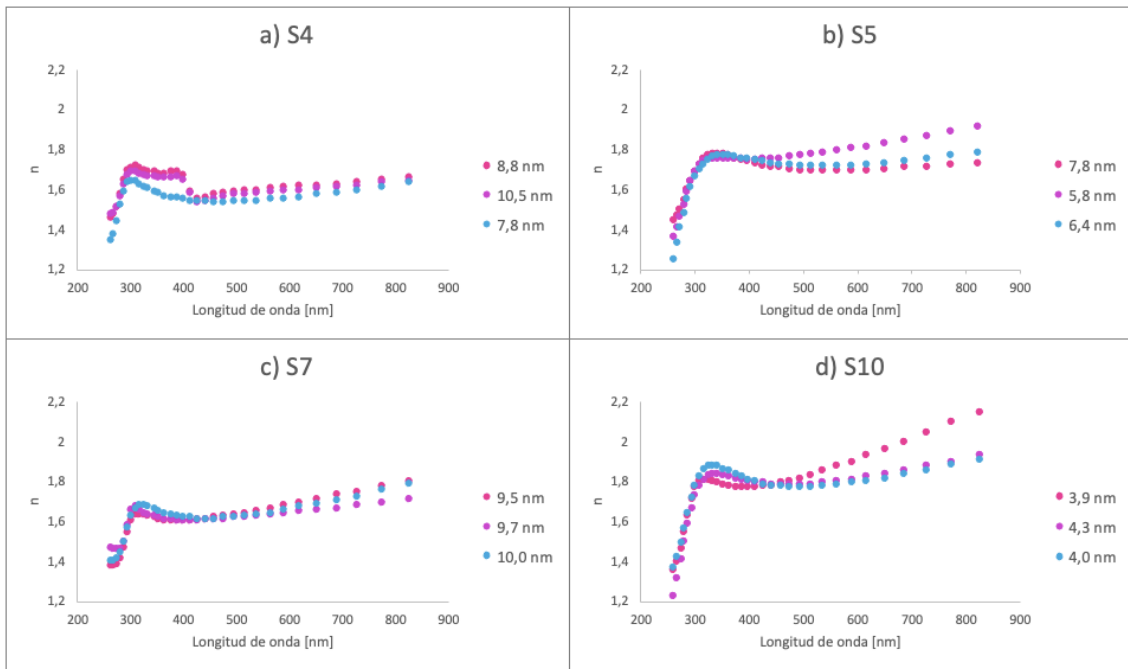 a) S4
2,2
2
1,8
1,6
1,4
1,2
n
200 300 400 500 600 700 800 900
Longitud de onda [nm]
8,8 nm
10,5 nm
7,8 nm
b) S5
2,2
2
1,8
1,6
1,4
1,2
n
200 300 400 500 600 700 800 900
Longitud de onda [nm]
7,8 nm
5,8 nm
6,4 nm
c) S7
2,2
2
1,8
1,6
1,4
1,2
n
200 300 400 500 600 700 800 900
Longitud de onda [nm]
9,5 nm
9,7 nm
10,0 nm
d) S10
2,2
2
1,8
1,6
1,4
1,2
n
200 300 400 500 600 700 800 900
Longitud de onda [nm]
3,9 nm
4,3 nm
4,0 nm